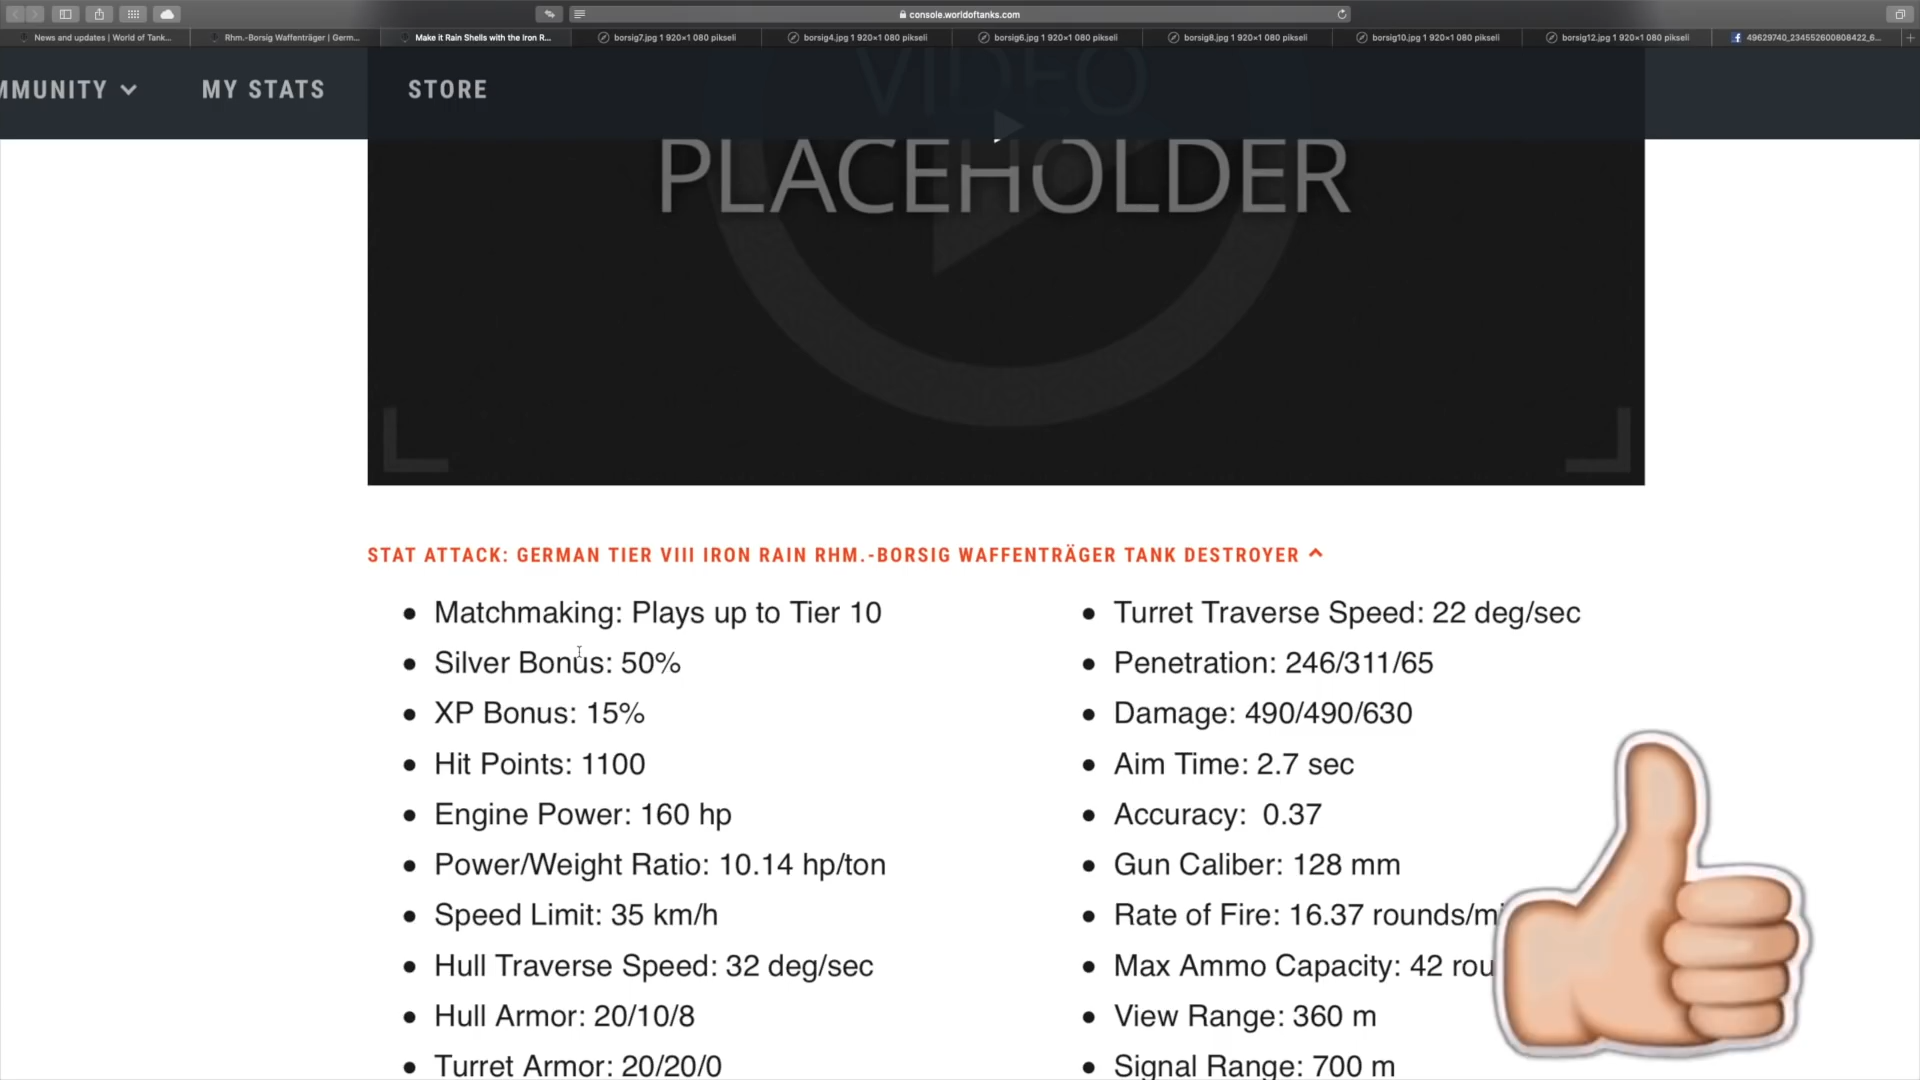 console.worldoftanks.com
News and updates | World of Tank...
Rhm.-Borsig Waffenträger | Germ...
Make it Rain Shells with the Iron R...
borsig7.jpg 1 920×1 080 pikseli
borsig4.jpg 1 920×1 080 pikseli
borsig6.jpg 1 920×1 080 pikseli
borsig8.jpg 1 920×1 080 pikseli
borsig10.jpg 1 920×1 080 pikseli
borsig12.jpg 1 920×1 080 pikseli
49629740_234552600808422_6...
MMUNITY
MY STATS
STORE
VIDEO
PLACEHOLDER
STAT ATTACK: GERMAN TIER VIII IRON RAIN RHM.-BORSIG WAFFENTRÄGER TANK DESTROYER
Matchmaking: Plays up to Tier 10
Silver Bonus: 50%
XP Bonus: 15%
Hit Points: 1100
Engine Power: 160 hp
Power/Weight Ratio: 10.14 hp/ton
Speed Limit: 35 km/h
Hull Traverse Speed: 32 deg/sec
Hull Armor: 20/10/8
Turret Armor: 20/20/0
Turret Traverse Speed: 22 deg/sec
Penetration: 246/311/65
Damage: 490/490/630
Aim Time: 2.7 sec
Accuracy: 0.37
Gun Caliber: 128 mm
Rate of Fire: 16.37 rounds/mi
Max Ammo Capacity: 42 rou
View Range: 360 m
Signal Range: 700 m